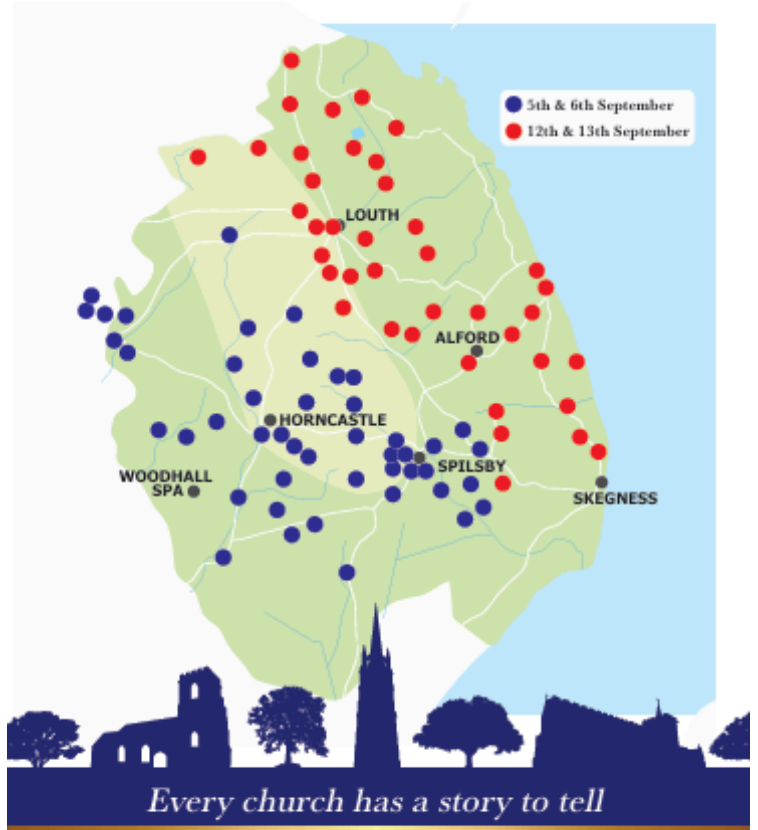 5th & 6th September
12th & 13th September
LOUTH
ALFORD
HORNCASTLE
SPILSBY
WOODHALL
SPA
SKEGNESS
Every church has a story to tell